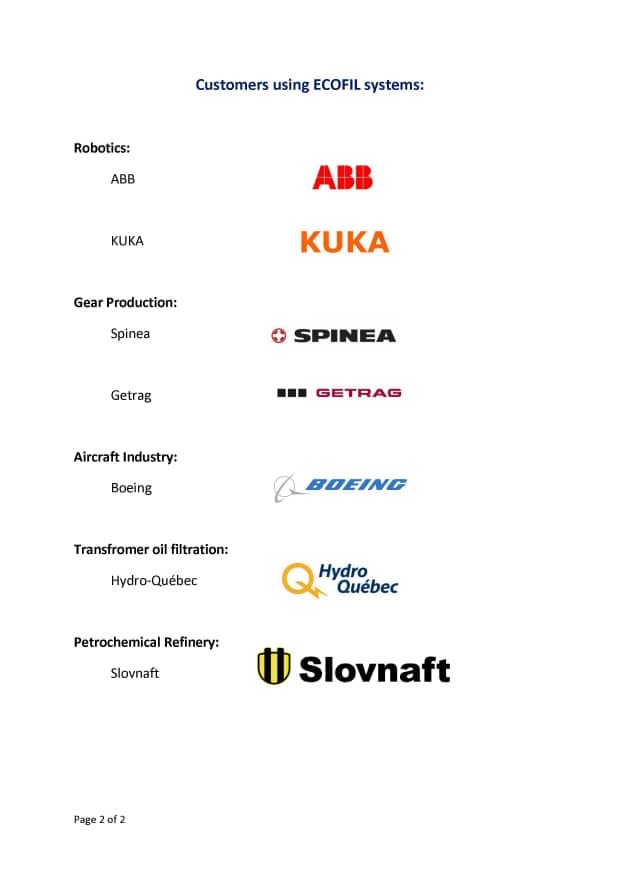 Customers using ECOFIL systems:
Robotics:
ABB
ABB
KUKA
KUKA
Gear Production:
Spinea
SPINEA
Getrag
GETRAG
Aircraft Industry:
Boeing
BOEING
Transfromer oil filtration:
Hydro-Québec
Hydro
Québec
Petrochemical Refinery:
Slovnaft
Slovnaft
Page 2 of 2